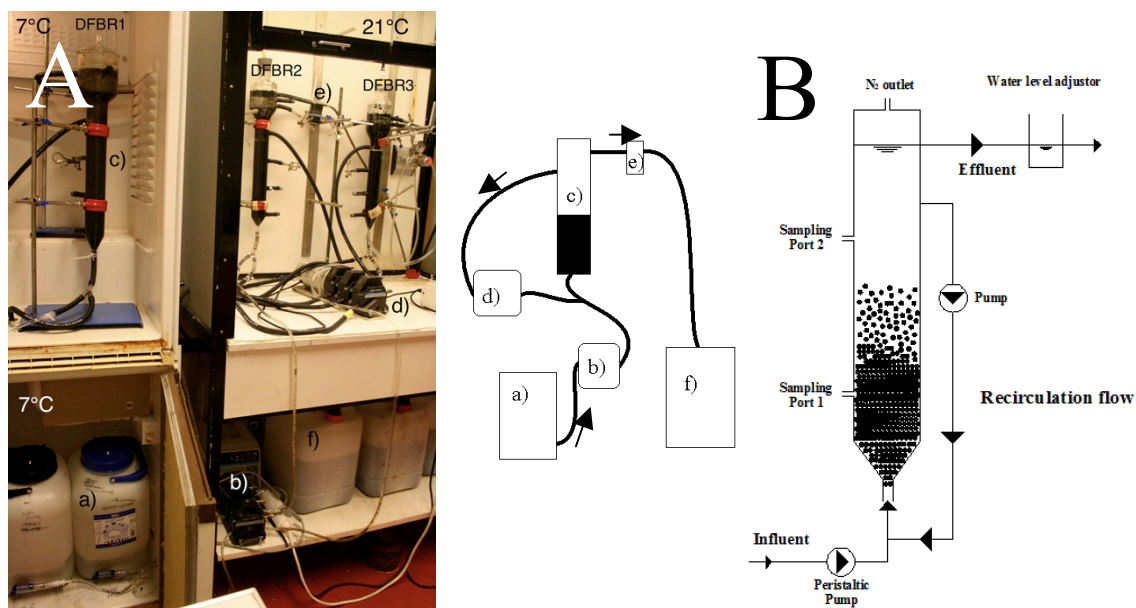 7°C
DFBR1
21°C
A
DFBR2
DFBR3
e)
c)
d)
7°C
a)
b)
f)
e)
c)
d)
b)
a)
f)
B
N₂ outlet
Water level adjustor
Effluent
Sampling
Port 2
Pump
Sampling
Port 1
Recirculation flow
Influent
Peristaltic
Pump